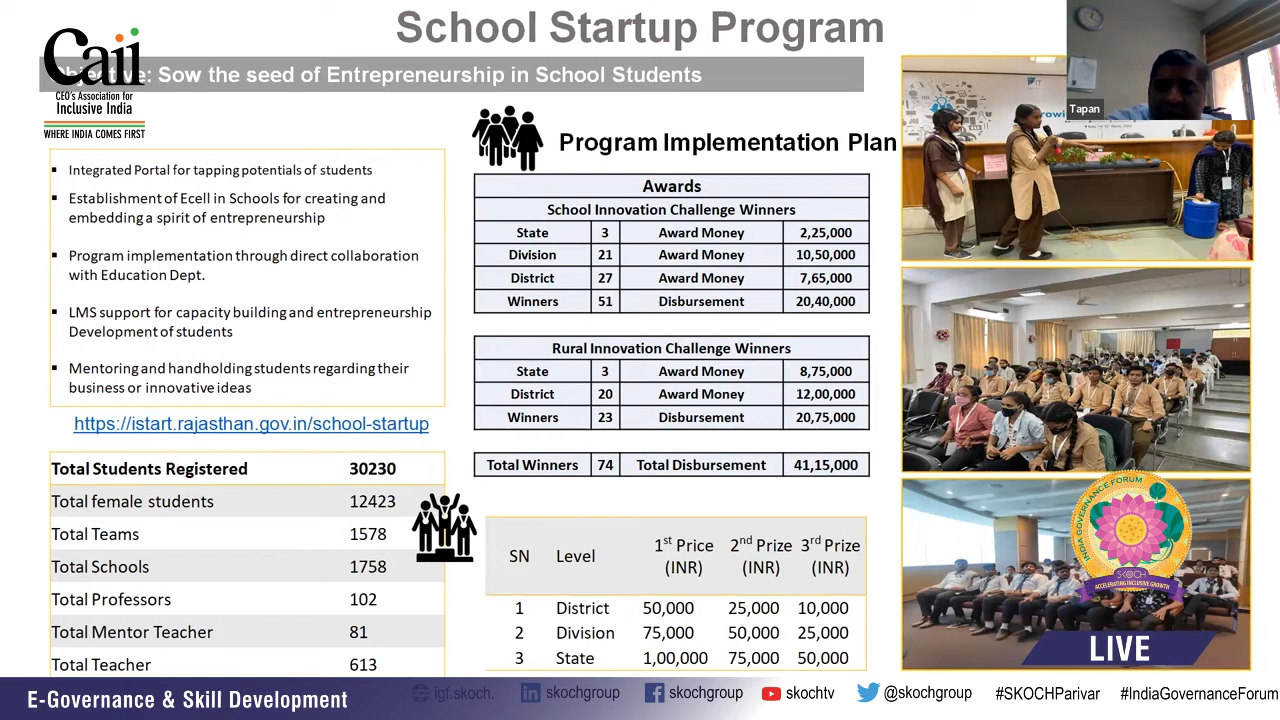 School Startup Program
Caii
CEO's Association for
Inclusive India
WHERE INDIA COMES FIRST
Objective: Sow the seed of Entrepreneurship in School Students
Integrated Portal for tapping potentials of students
Establishment of Ecell in Schools for creating and
embedding a spirit of entrepreneurship
Program implementation through direct collaboration
with Education Dept.
LMS support for capacity building and entrepreneurship
Development of students
Mentoring and handholding students regarding their
business or innovative ideas
https://istart.rajasthan.gov.in/school-startup
Total Students Registered 30230
Total female students 12423
Total Teams 1578
Total Schools 1758
Total Professors 102
Total Mentor Teacher 81
Total Teacher 613
Program Implementation Plan
Awards
School Innovation Challenge Winners
State 3 Award Money 2,25,000
Division 21 Award Money 10,50,000
District 27 Award Money 7,65,000
Winners 51 Disbursement 20,40,000
Rural Innovation Challenge Winners
State 3 Award Money 8,75,000
District 20 Award Money 12,00,000
Winners 23 Disbursement 20,75,000
Total Winners 74 Total Disbursement 41,15,000
SN Level 1st Price (INR) 2nd Prize (INR) 3rd Prize (INR)
1 District 50,000 25,000 10,000
2 Division 75,000 50,000 25,000
3 State 1,00,000 75,000 50,000
Tapan
INDIA GOVERNANCE FORUM
SKOCH
ACCELERATING INCLUSIVE GROWTH
LIVE
E-Governance & Skill Development
igf.skoch. skochgroup skochgroup skochtv @skochgroup #SKOCHParivar #IndiaGovernanceForum